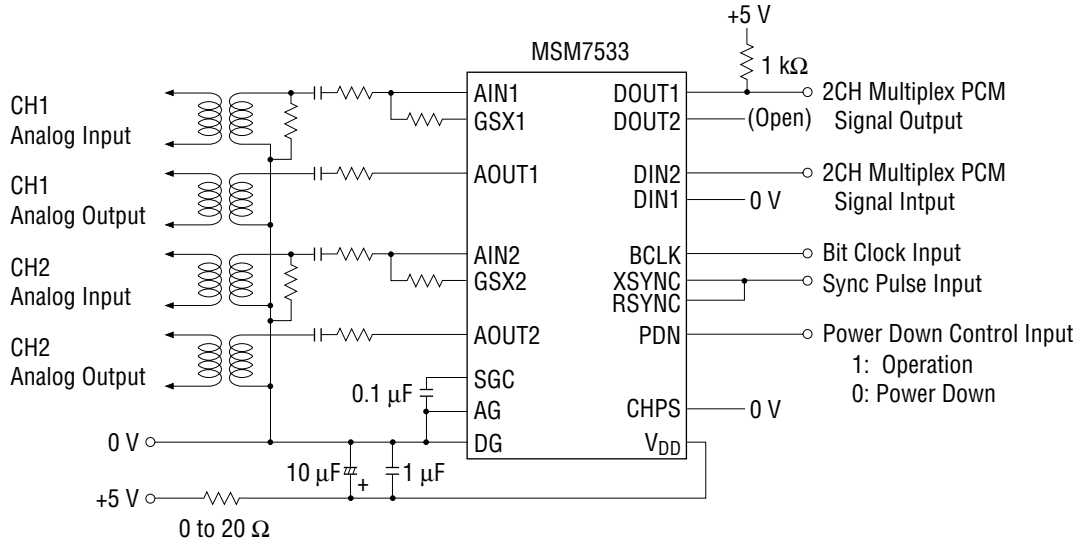 +5 V
MSM7533
1 kΩ
CH1
Analog Input
AIN1
GSX1
DOUT1
DOUT2
(Open)
2CH Multiplex PCM
Signal Output
CH1
Analog Output
AOUT1
DIN2
DIN1
0 V
2CH Multiplex PCM
Signal Intput
CH2
Analog Input
AIN2
GSX2
BCLK
XSYNC
RSYNC
Bit Clock Input
Sync Pulse Input
CH2
Analog Output
AOUT2
PDN
Power Down Control Input
1: Operation
0: Power Down
0.1 µF
SGC
AG
CHPS
0 V
0 V
DG
VDD
10 µF
+
1 µF
+5 V
0 to 20 Ω